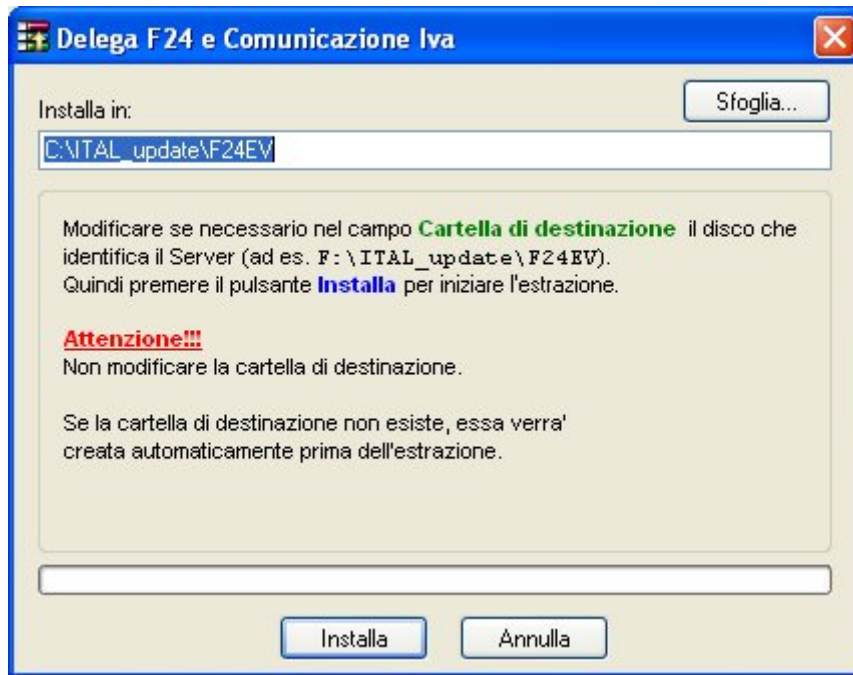 Delega F24 e Comunicazione Iva
Sfoglia...
Installa in:
C:\ITAL_update\F24EV
Modificare se necessario nel campo Cartella di destinazione il disco che
identifica il Server (ad es. F:\ITAL_update\F24EV).
Quindi premere il pulsante Installa per iniziare l'estrazione.
Attenzione!!!
Non modificare la cartella di destinazione.
Se la cartella di destinazione non esiste, essa verra'
creata automaticamente prima dell'estrazione.
Installa
Annulla